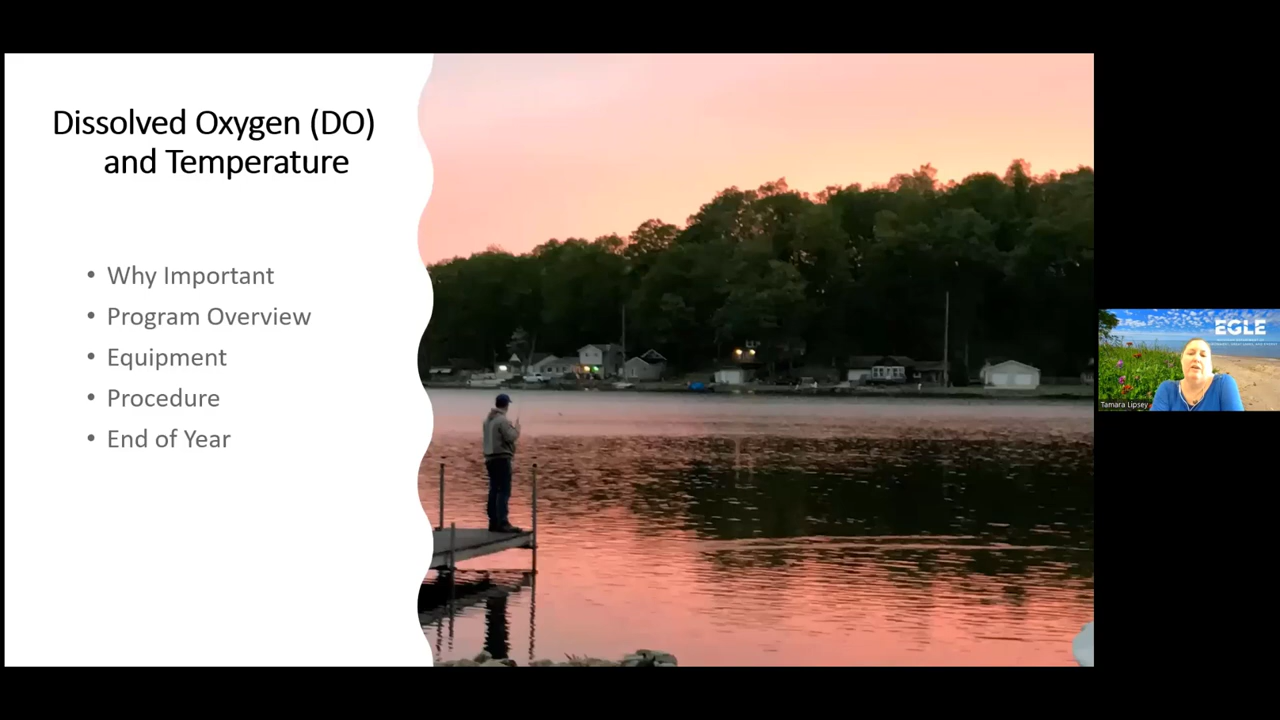 Dissolved Oxygen (DO)
and Temperature
• Why Important
• Program Overview
• Equipment
• Procedure
• End of Year
EGLE
Tamara Lipsey